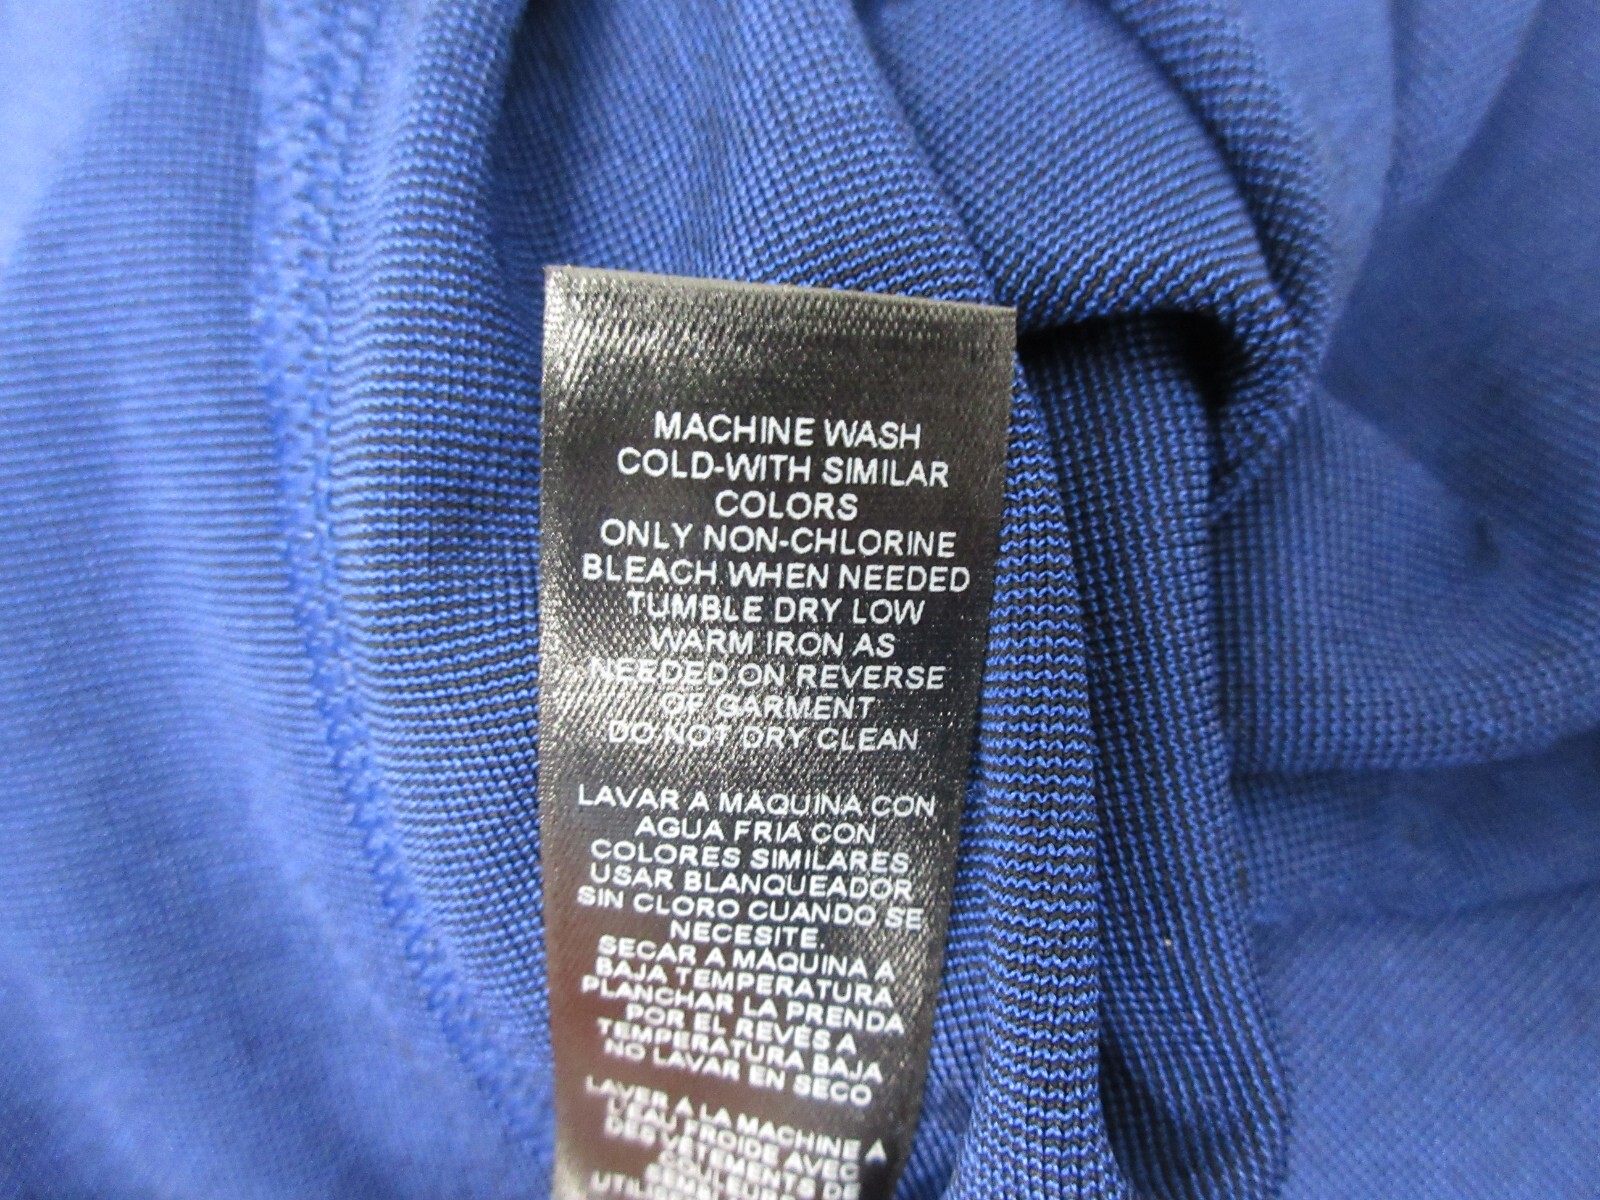 MACHINE WASH
COLD-WITH SIMILAR
COLORS
ONLY NON-CHLORINE
BLEACH WHEN NEEDED
TUMBLE DRY LOW
WARM IRON AS
NEEDED ON REVERSE
OF GARMENT
DO NOT DRY CLEAN
LAVAR A MAQUINA CON
AGUA FRIA CON
COLORES SIMILARES
USAR BLANQUEADOR
SIN CLORO CUANDO SE
NECESITE.
SECAR A MAQUINA A
BAJA TEMPERATURA
PLANCHAR LA PRENDA
POR EL REVÉS A
TEMPERATURA BAJA
NO LAVAR EN SECO
LAVER A LA MACHINE A
L'EAU FROIDE AVEC
DES VETEMENTS DE